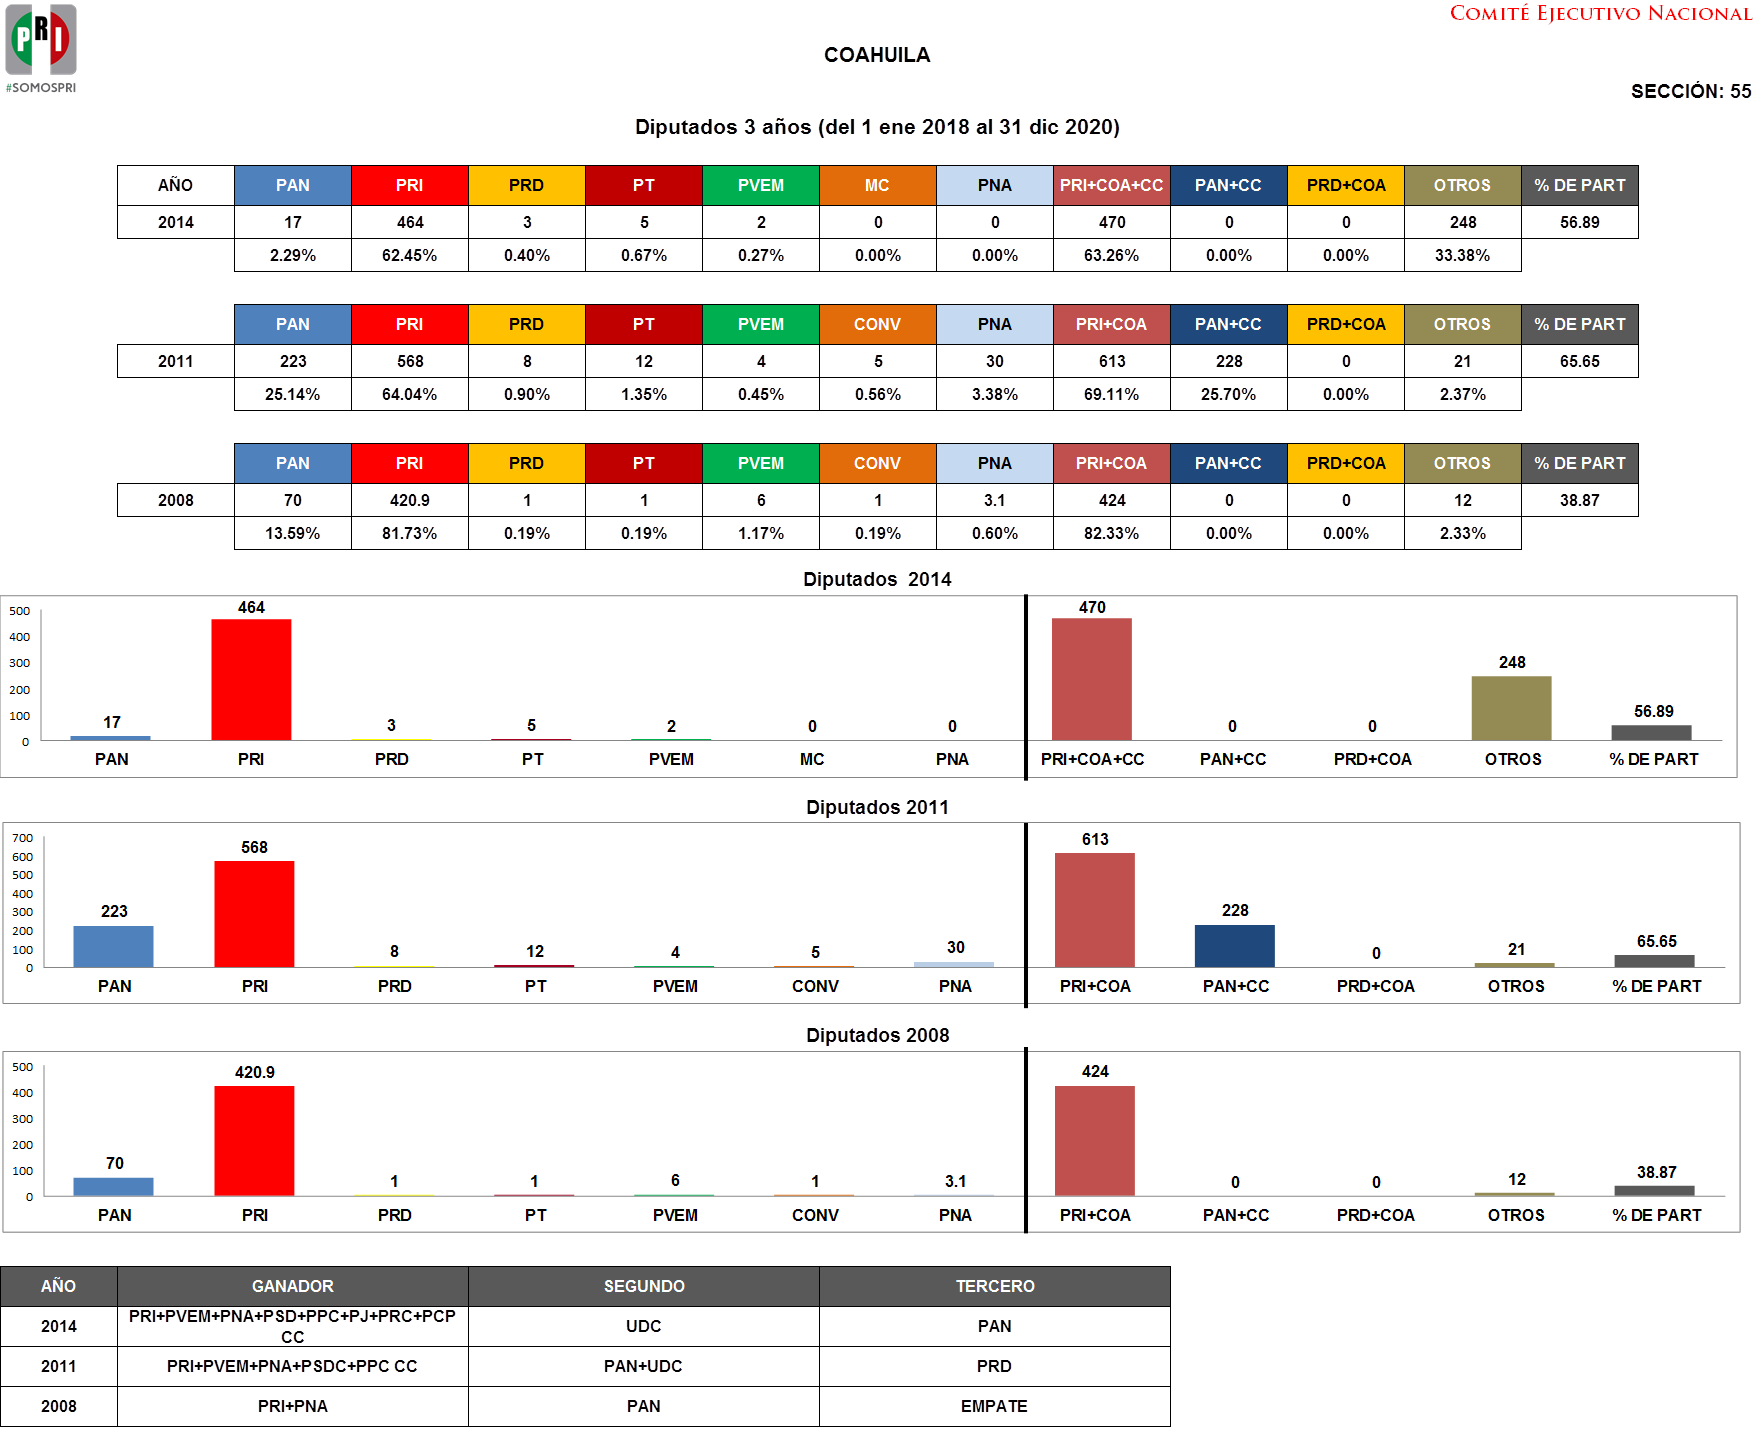 PRI
#SOMOSPRI
COMITÉ EJECUTIVO NACIONAL
COAHUILA
SECCIÓN: 55
Diputados 3 años (del 1 ene 2018 al 31 dic 2020)
AÑO PAN PRI PRD PT PVEM MC PNA PRI+COA+CC PAN+CC PRD+COA OTROS % DE PART
2014 17 464 3 5 2 0 0 470 0 0 248 56.89
2.29% 62.45% 0.40% 0.67% 0.27% 0.00% 0.00% 63.26% 0.00% 0.00% 33.38%
PAN PRI PRD PT PVEM CONV PNA PRI+COA PAN+CC PRD+COA OTROS % DE PART
2011 223 568 8 12 4 5 30 613 228 0 21 65.65
25.14% 64.04% 0.90% 1.35% 0.45% 0.56% 3.38% 69.11% 25.70% 0.00% 2.37%
PAN PRI PRD PT PVEM CONV PNA PRI+COA PAN+CC PRD+COA OTROS % DE PART
2008 70 420.9 1 1 6 1 3.1 424 0 0 12 38.87
13.59% 81.73% 0.19% 0.19% 1.17% 0.19% 0.60% 82.33% 0.00% 0.00% 2.33%
Diputados 2014
500
400
300
200
100
0
17 464 3 5 2 0 0 470 0 0 248 56.89
PAN PRI PRD PT PVEM MC PNA PRI+COA+CC PAN+CC PRD+COA OTROS % DE PART
Diputados 2011
700
600
500
400
300
200
100
0
223 568 8 12 4 5 30 613 228 0 21 65.65
PAN PRI PRD PT PVEM CONV PNA PRI+COA PAN+CC PRD+COA OTROS % DE PART
Diputados 2008
500
400
300
200
100
0
70 420.9 1 1 6 1 3.1 424 0 0 12 38.87
PAN PRI PRD PT PVEM CONV PNA PRI+COA PAN+CC PRD+COA OTROS % DE PART
AÑO GANADOR SEGUNDO TERCERO
2014 PRI+PVEM+PNA+PSD+PPC+PJ+PRC+PCP CC UDC PAN
2011 PRI+PVEM+PNA+PSDC+PPC CC PAN+UDC PRD
2008 PRI+PNA PAN EMPATE